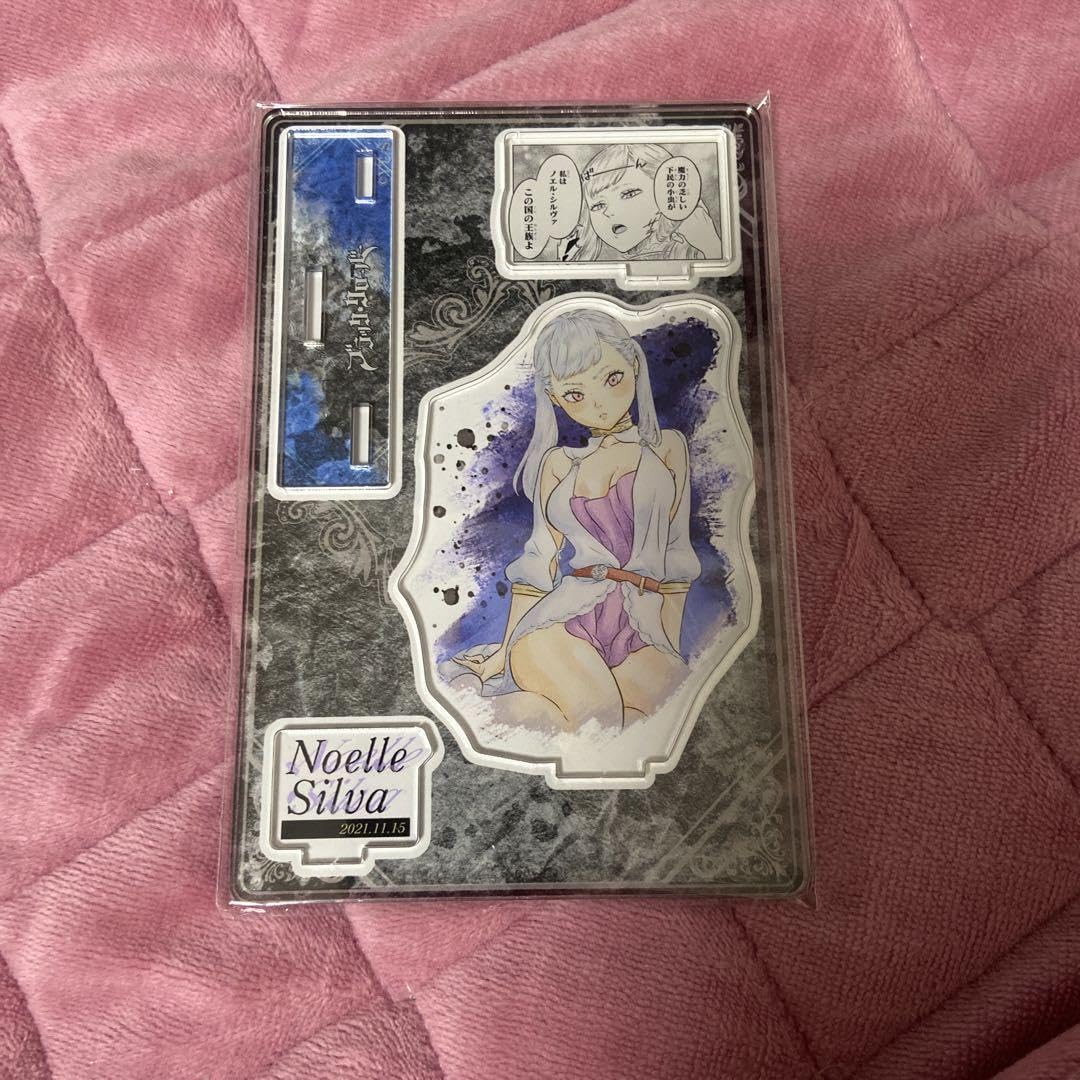 ブラック・クローバー
魔力の乏しい
下民の小虫が
ざ
ん
私は
ノエル・シルヴァ
この国の王族よ
Noelle
Silva
2021.11.15